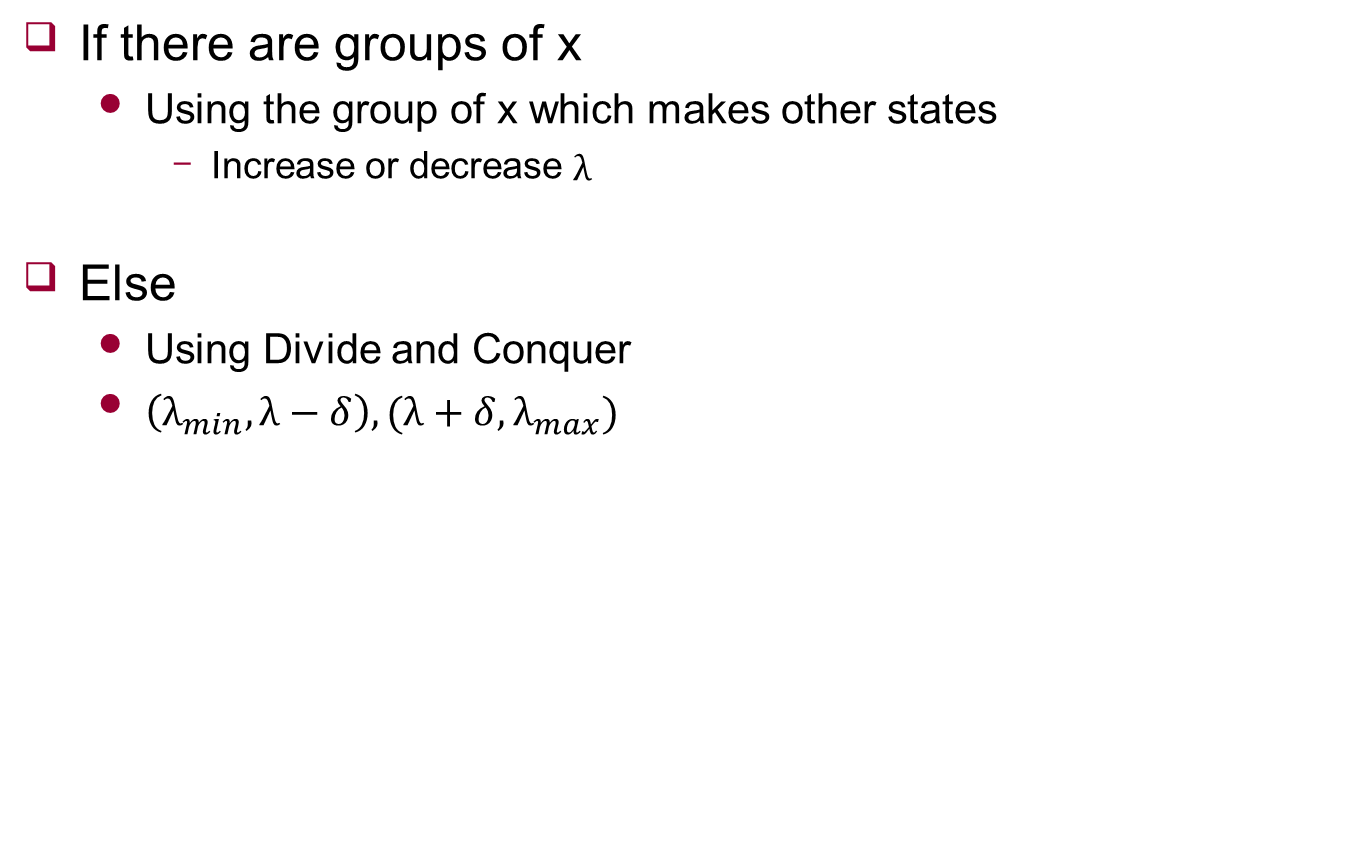 ❑ If there are groups of x
● Using the group of x which makes other states
– Increase or decrease λ
❑ Else
● Using Divide and Conquer
● (λ_min, λ − δ), (λ + δ, λ_max)